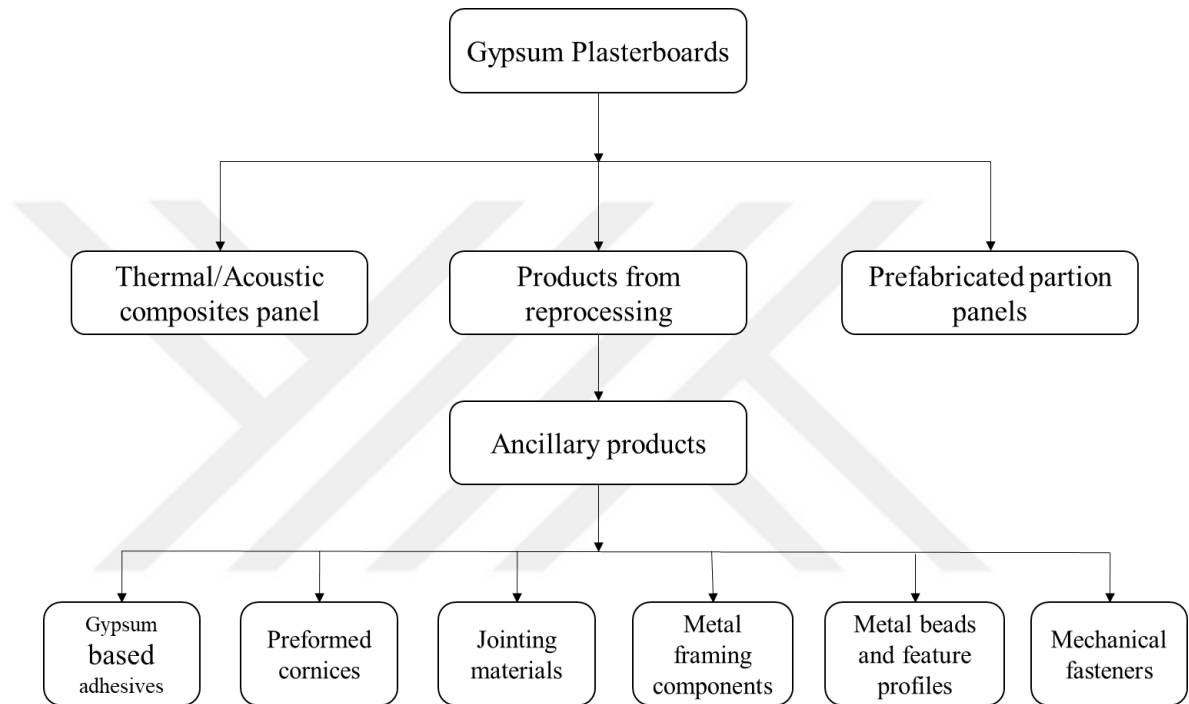 Gypsum Plasterboards
Thermal/Acoustic
composites panel
Products from
reprocessing
Prefabricated partion
panels
Ancillary products
Gypsum
based
adhesives
Preformed
cornices
Jointing
materials
Metal
framing
components
Metal beads
and feature
profiles
Mechanical
fasteners